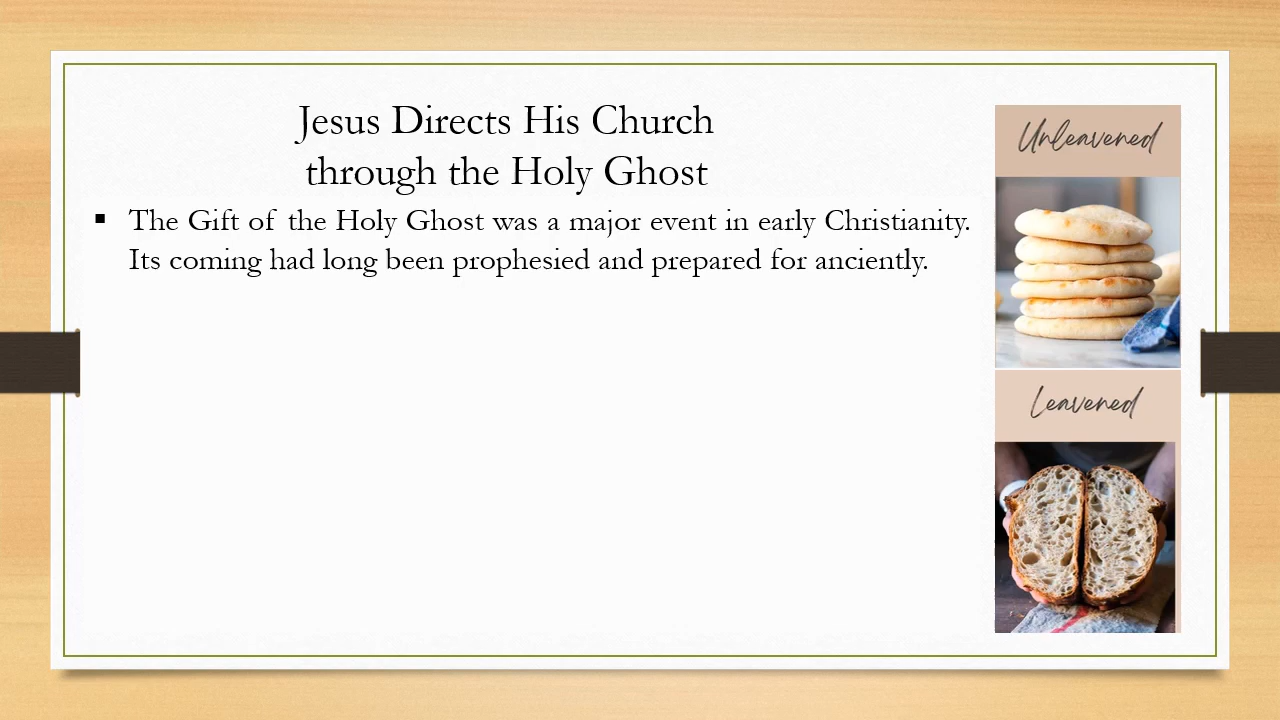 Jesus Directs His Church
through the Holy Ghost
▪ The Gift of the Holy Ghost was a major event in early Christianity.
Its coming had long been prophesied and prepared for anciently.
Unleavened
Leavened